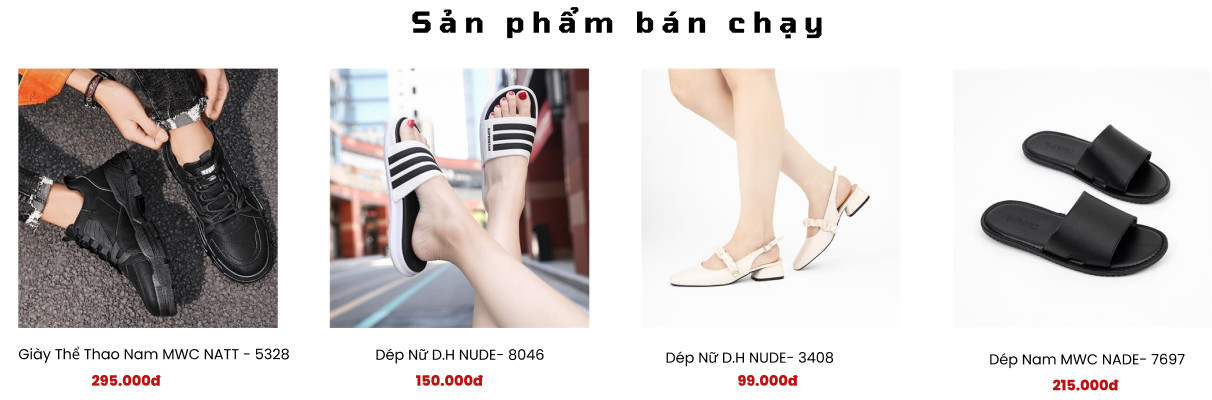 Sản phẩm bán chạy
Giày Thể Thao Nam MWC NATT - 5328
295.000đ
Dép Nữ D.H NUDE- 8046
150.000đ
Dép Nữ D.H NUDE- 3408
99.000đ
Dép Nam MWC NADE- 7697
215.000đ